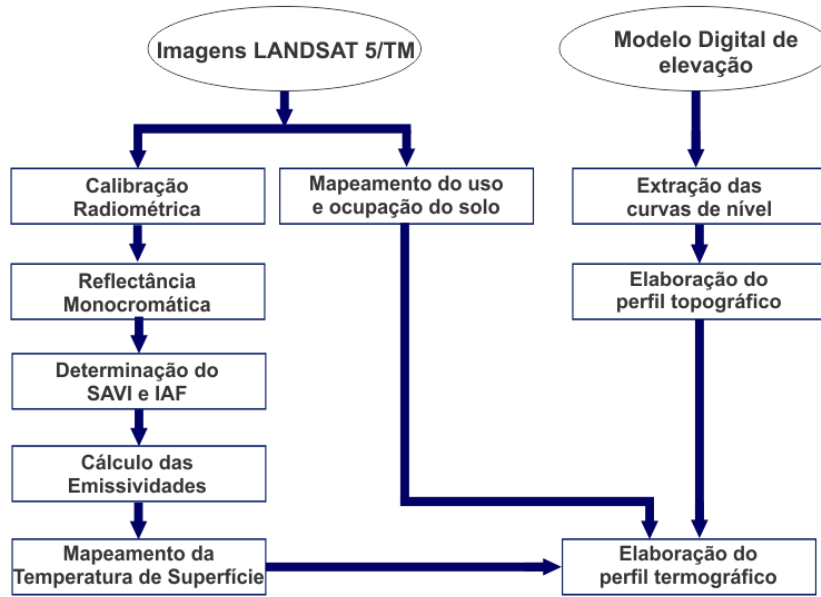 Imagens LANDSAT 5/TM
Modelo Digital de
elevação
Calibração
Radiométrica
Mapeamento do uso
e ocupação do solo
Extração das
curvas de nível
Reflectância
Monocromática
Elaboração do
perfil topográfico
Determinação do
SAVI e IAF
Cálculo das
Emissividades
Mapeamento da
Temperatura de Superfície
Elaboração do
perfil termográfico